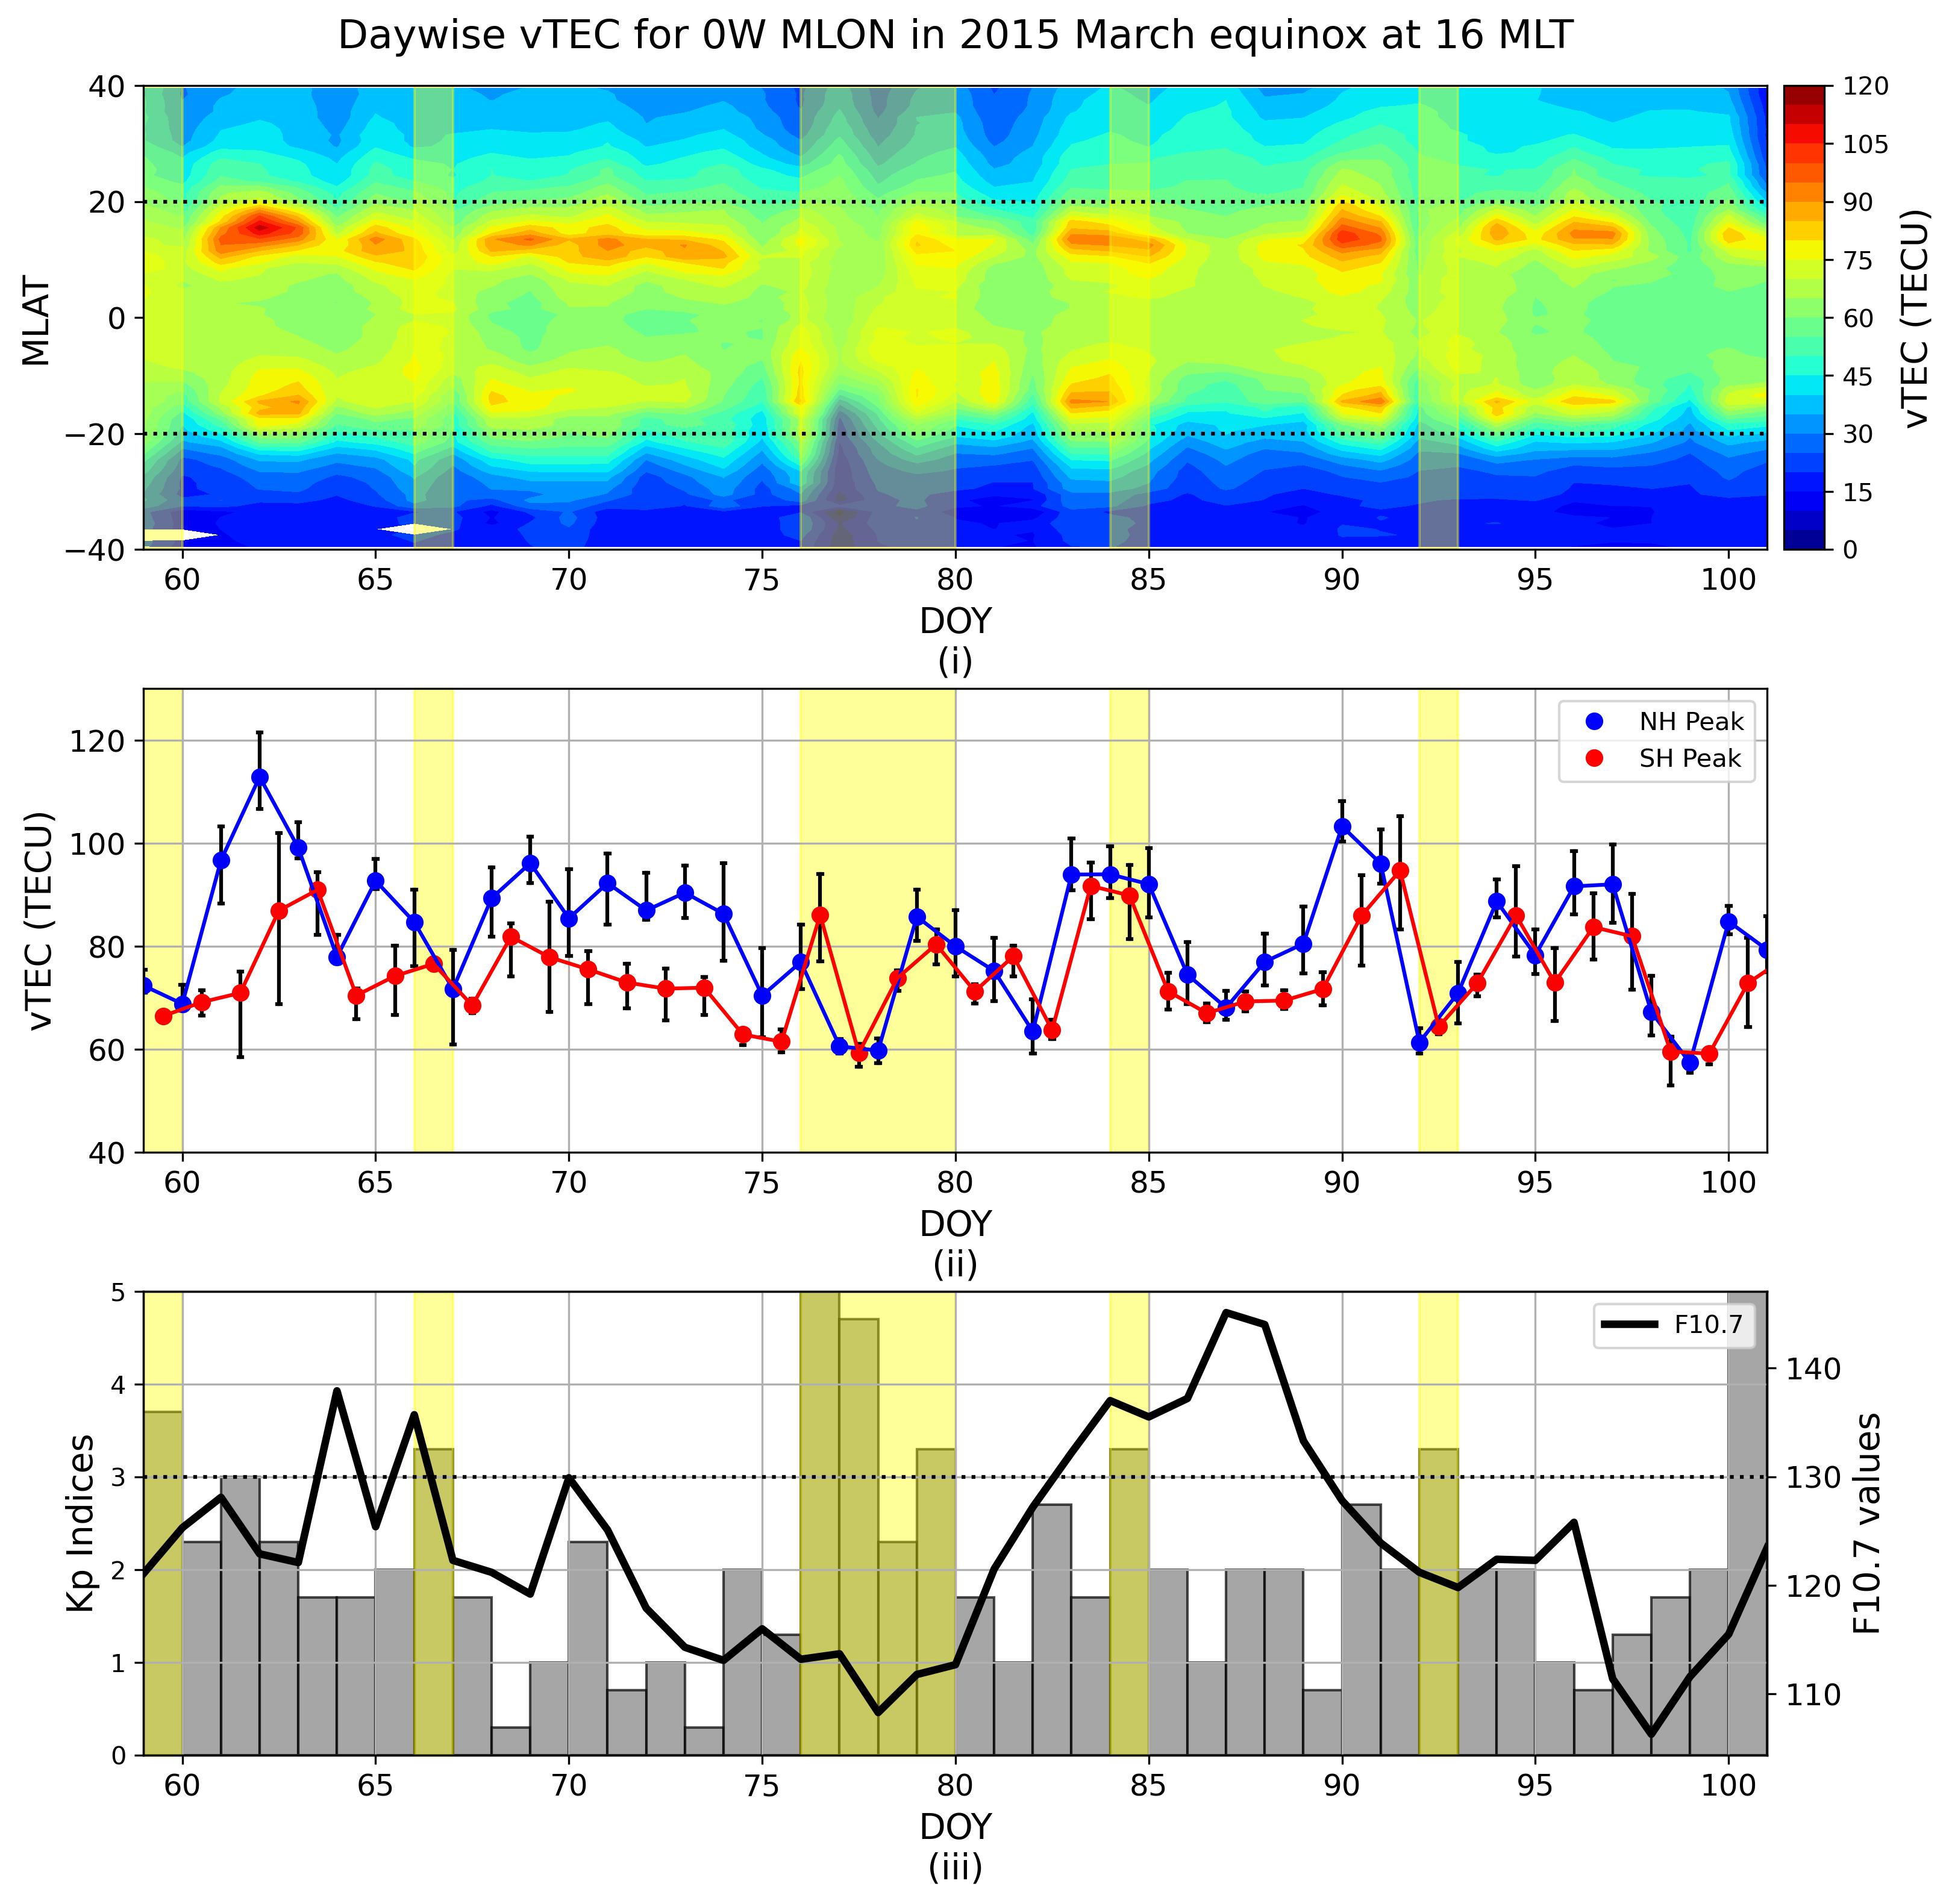 Daywise vTEC for 0W MLON in 2015 March equinox at 16 MLT
40
20
0
−20
−40
MLAT
60 65 70 75 80 85 90 95 100
DOY
(i)
120
105
90
75
60
45
30
15
0
vTEC (TECU)
120
100
80
60
40
vTEC (TECU)
NH Peak
SH Peak
60 65 70 75 80 85 90 95 100
DOY
(ii)
5
4
3
2
1
0
Kp Indices
F10.7
140
130
120
110
F10.7 values
60 65 70 75 80 85 90 95 100
DOY
(iii)